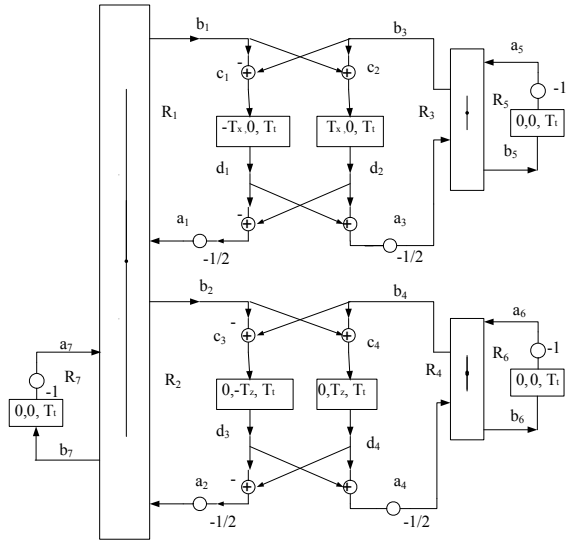 b₁ b₃ a₅
- c₁ c₂ -1
R₁ R₃ R₅
-Tₓ,0, Tₜ Tₓ,0, Tₜ 0,0, Tₜ
d₁ d₂ b₅
a₁ - a₃
-1/2 -1/2
b₂ b₄ a₆
- c₃ c₄ -1
a₇ R₇ R₂ R₄ R₆
-1 0,-T_z, Tₜ 0,T_z, Tₜ 0,0, Tₜ
0,0, Tₜ b₆
d₃ d₄
b₇ a₂ - a₄
-1/2 -1/2